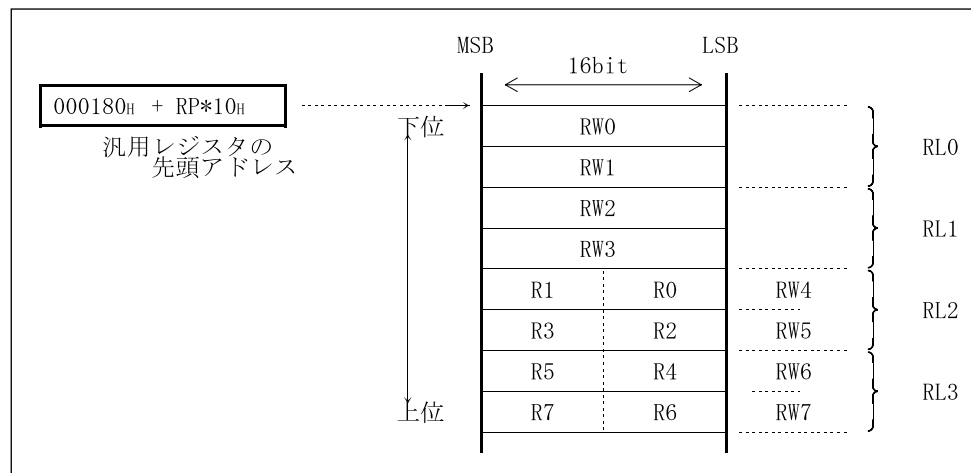 MSB LSB
16bit
000180H + RP*10H
汎用レジスタの
先頭アドレス
下位
RW0
RL0
RW1
RW2
RL1
RW3
R1 R0 RW4
RL2
R3 R2 RW5
R5 R4 RW6
RL3
上位
R7 R6 RW7